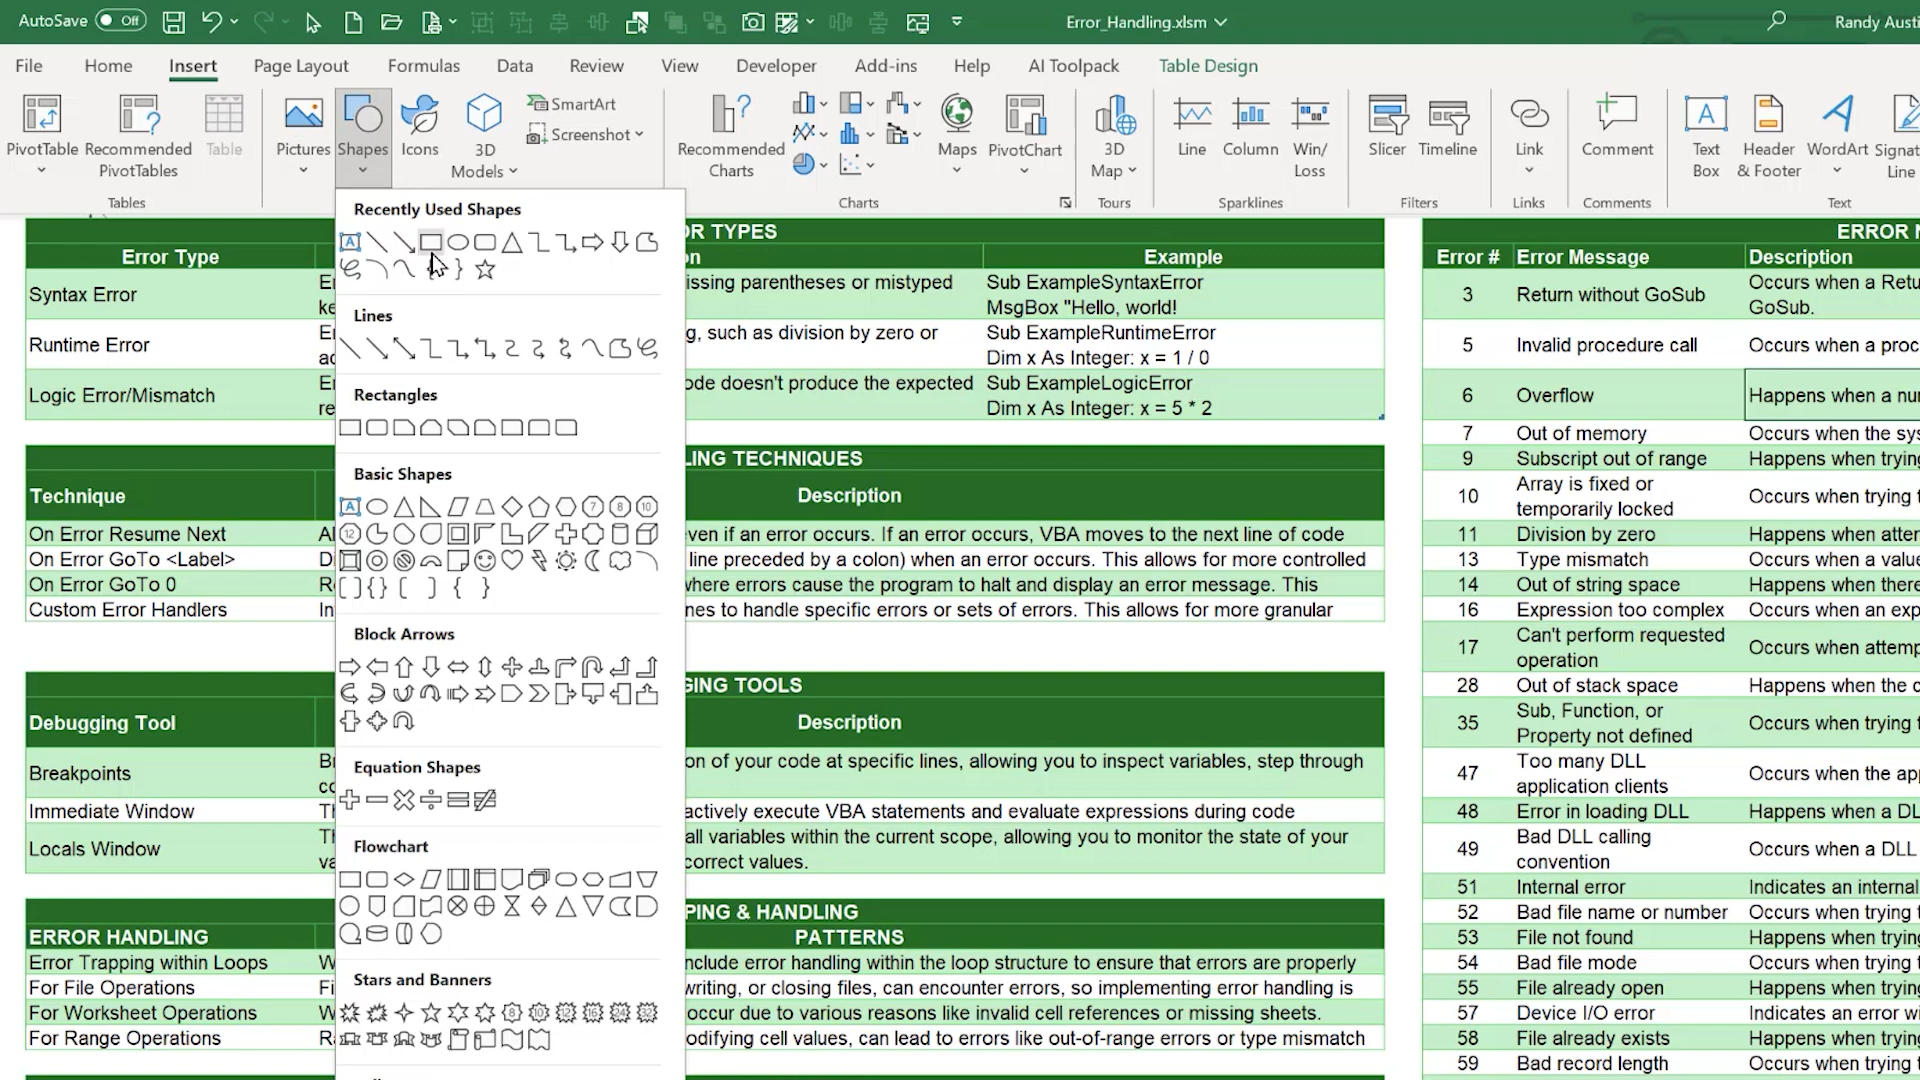 AutoSave Off
Error_Handling.xlsm
Randy Austi
File Home Insert Page Layout Formulas Data Review View Developer Add-ins Help AI Toolpack Table Design
PivotTable
Recommended
PivotTables
Table
Tables
Pictures
Shapes
Icons
3D
Models
SmartArt
Screenshot
Recommended
Charts
Maps
PivotChart
Charts
3D
Map
Tours
Line
Column
Win/
Loss
Sparklines
Slicer
Timeline
Filters
Link
Links
Comment
Comments
Text
Box
Header
& Footer
WordArt
Signat
Line
Text
Recently Used Shapes
Lines
Rectangles
Basic Shapes
Block Arrows
Equation Shapes
Flowchart
Stars and Banners
R TYPES
Error Type
on
Example
Syntax Error
Er
ke
issing parentheses or mistyped
Sub ExampleSyntaxError
MsgBox "Hello, world!
Runtime Error
Er
ac
g, such as division by zero or
Sub ExampleRuntimeError
Dim x As Integer: x = 1 / 0
Logic Error/Mismatch
Er
re
ode doesn't produce the expected
Sub ExampleLogicError
Dim x As Integer: x = 5 * 2
LING TECHNIQUES
Technique
Description
On Error Resume Next
Al
ven if an error occurs. If an error occurs, VBA moves to the next line of code
On Error GoTo <Label>
Di
line preceded by a colon) when an error occurs. This allows for more controlled
On Error GoTo 0
Re
where errors cause the program to halt and display an error message. This
Custom Error Handlers
In
nes to handle specific errors or sets of errors. This allows for more granular
GING TOOLS
Debugging Tool
Description
Breakpoints
Br
co
on of your code at specific lines, allowing you to inspect variables, step through
Immediate Window
Th
actively execute VBA statements and evaluate expressions during code
Locals Window
Th
va
all variables within the current scope, allowing you to monitor the state of your
correct values.
PING & HANDLING
ERROR HANDLING
PATTERNS
Error Trapping within Loops
W
nclude error handling within the loop structure to ensure that errors are properly
For File Operations
Fi
writing, or closing files, can encounter errors, so implementing error handling is
For Worksheet Operations
W
occur due to various reasons like invalid cell references or missing sheets.
For Range Operations
Ra
odifying cell values, can lead to errors like out-of-range errors or type mismatch
ERROR M
Error # Error Message Description
3 Return without GoSub Occurs when a Retu
GoSub.
5 Invalid procedure call Occurs when a proc
6 Overflow Happens when a nu
7 Out of memory Occurs when the sys
9 Subscript out of range Happens when trying
10 Array is fixed or
temporarily locked Occurs when trying t
11 Division by zero Happens when atter
13 Type mismatch Occurs when a value
14 Out of string space Happens when there
16 Expression too complex Occurs when an exp
17 Can't perform requested
operation Occurs when attemp
28 Out of stack space Happens when the c
35 Sub, Function, or
Property not defined Occurs when trying t
47 Too many DLL
application clients Occurs when the app
48 Error in loading DLL Happens when a DL
49 Bad DLL calling
convention Occurs when a DLL
51 Internal error Indicates an internal
52 Bad file name or number Occurs when trying t
53 File not found Happens when trying
54 Bad file mode Occurs when trying t
55 File already open Happens when trying
57 Device I/O error Indicates an error wi
58 File already exists Happens when trying
59 Bad record length Occurs when trying t